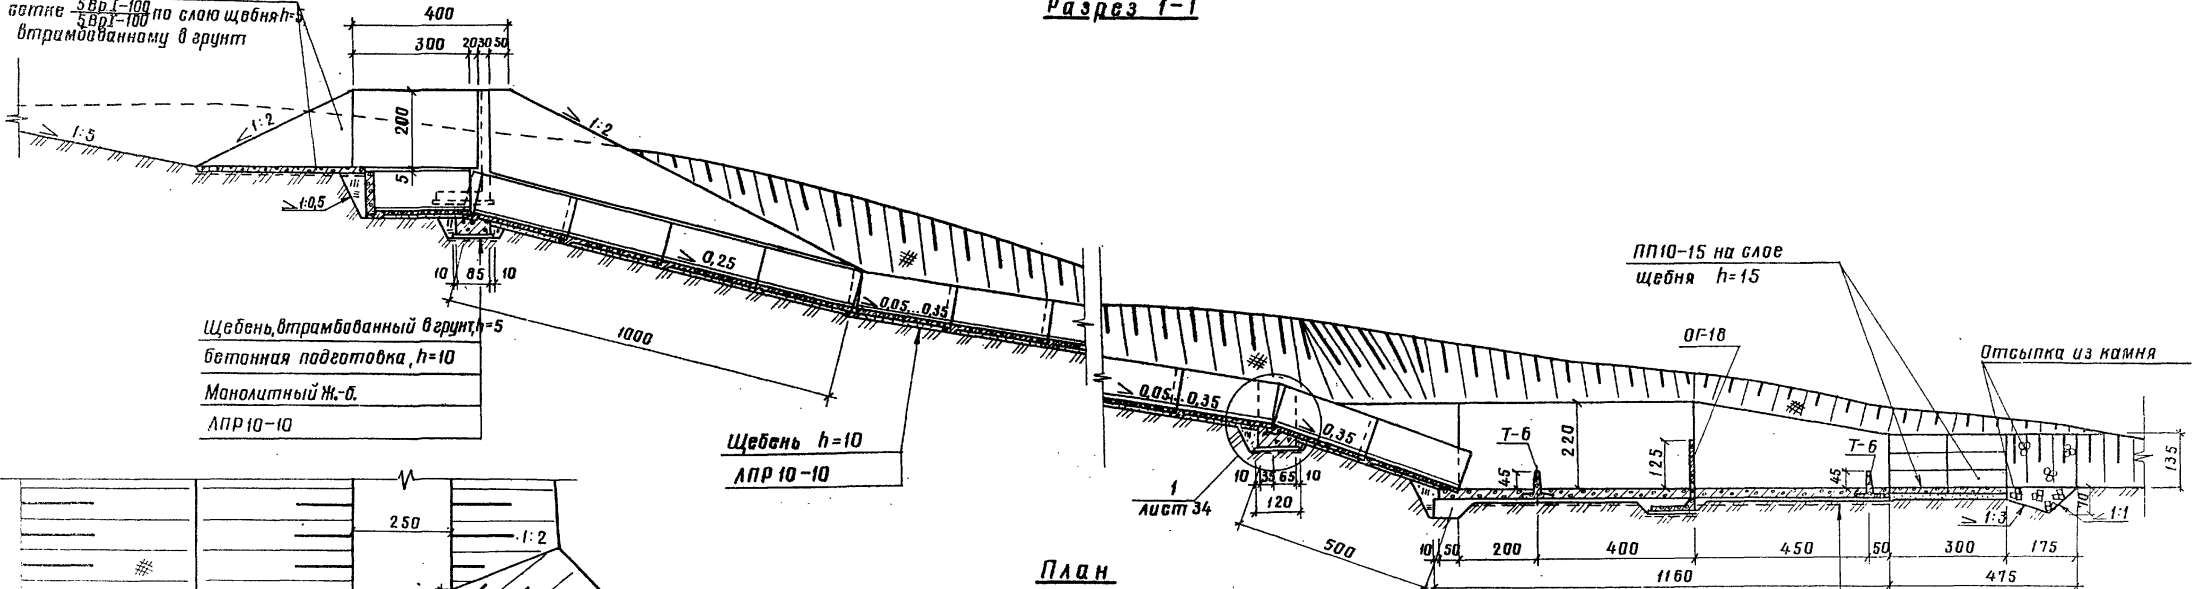 Разрез 1-1
сетке 5ВрI-100/5ВрI-100 по слою щебня h=5
втрамбованному в грунт
400
300 20 30 50
1:5
1:2
200
1:2
5
1:0,5
10 85 10
0,25
1000
0,05...0,35
Щебень, втрамбованный в грунт, h=5
бетонная подготовка, h=10
Монолитный Ж.-б.
ЛПР 10-10
Щебень h=10
ЛПР 10-10
0,05...0,35
0,35
10 35 65 10
120
1
лист 34
500
220
Т-6
45
125
ОГ-18
Т-6
45
ПП10-15 на слое
щебня h=15
Отсыпка из камня
135
70
1:3
1:1
10 50 200 400 450 50 300 175
1160 475
250
1:2
План